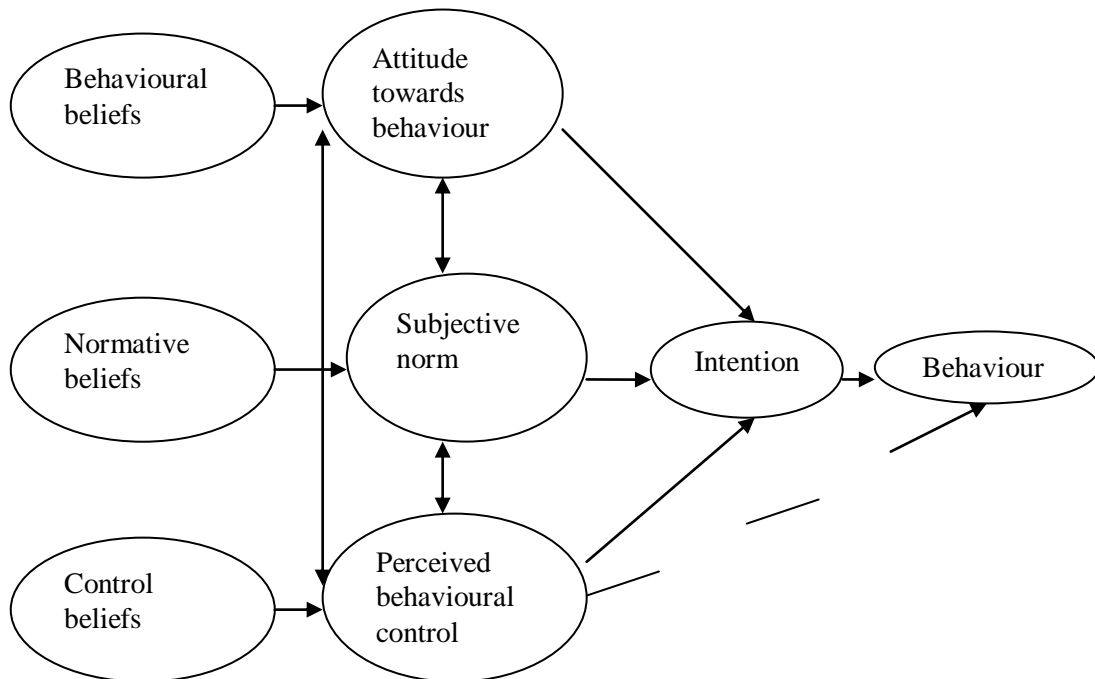 Behavioural
beliefs
Attitude
towards
behaviour
Normative
beliefs
Subjective
norm
Intention
Behaviour
Control
beliefs
Perceived
behavioural
control